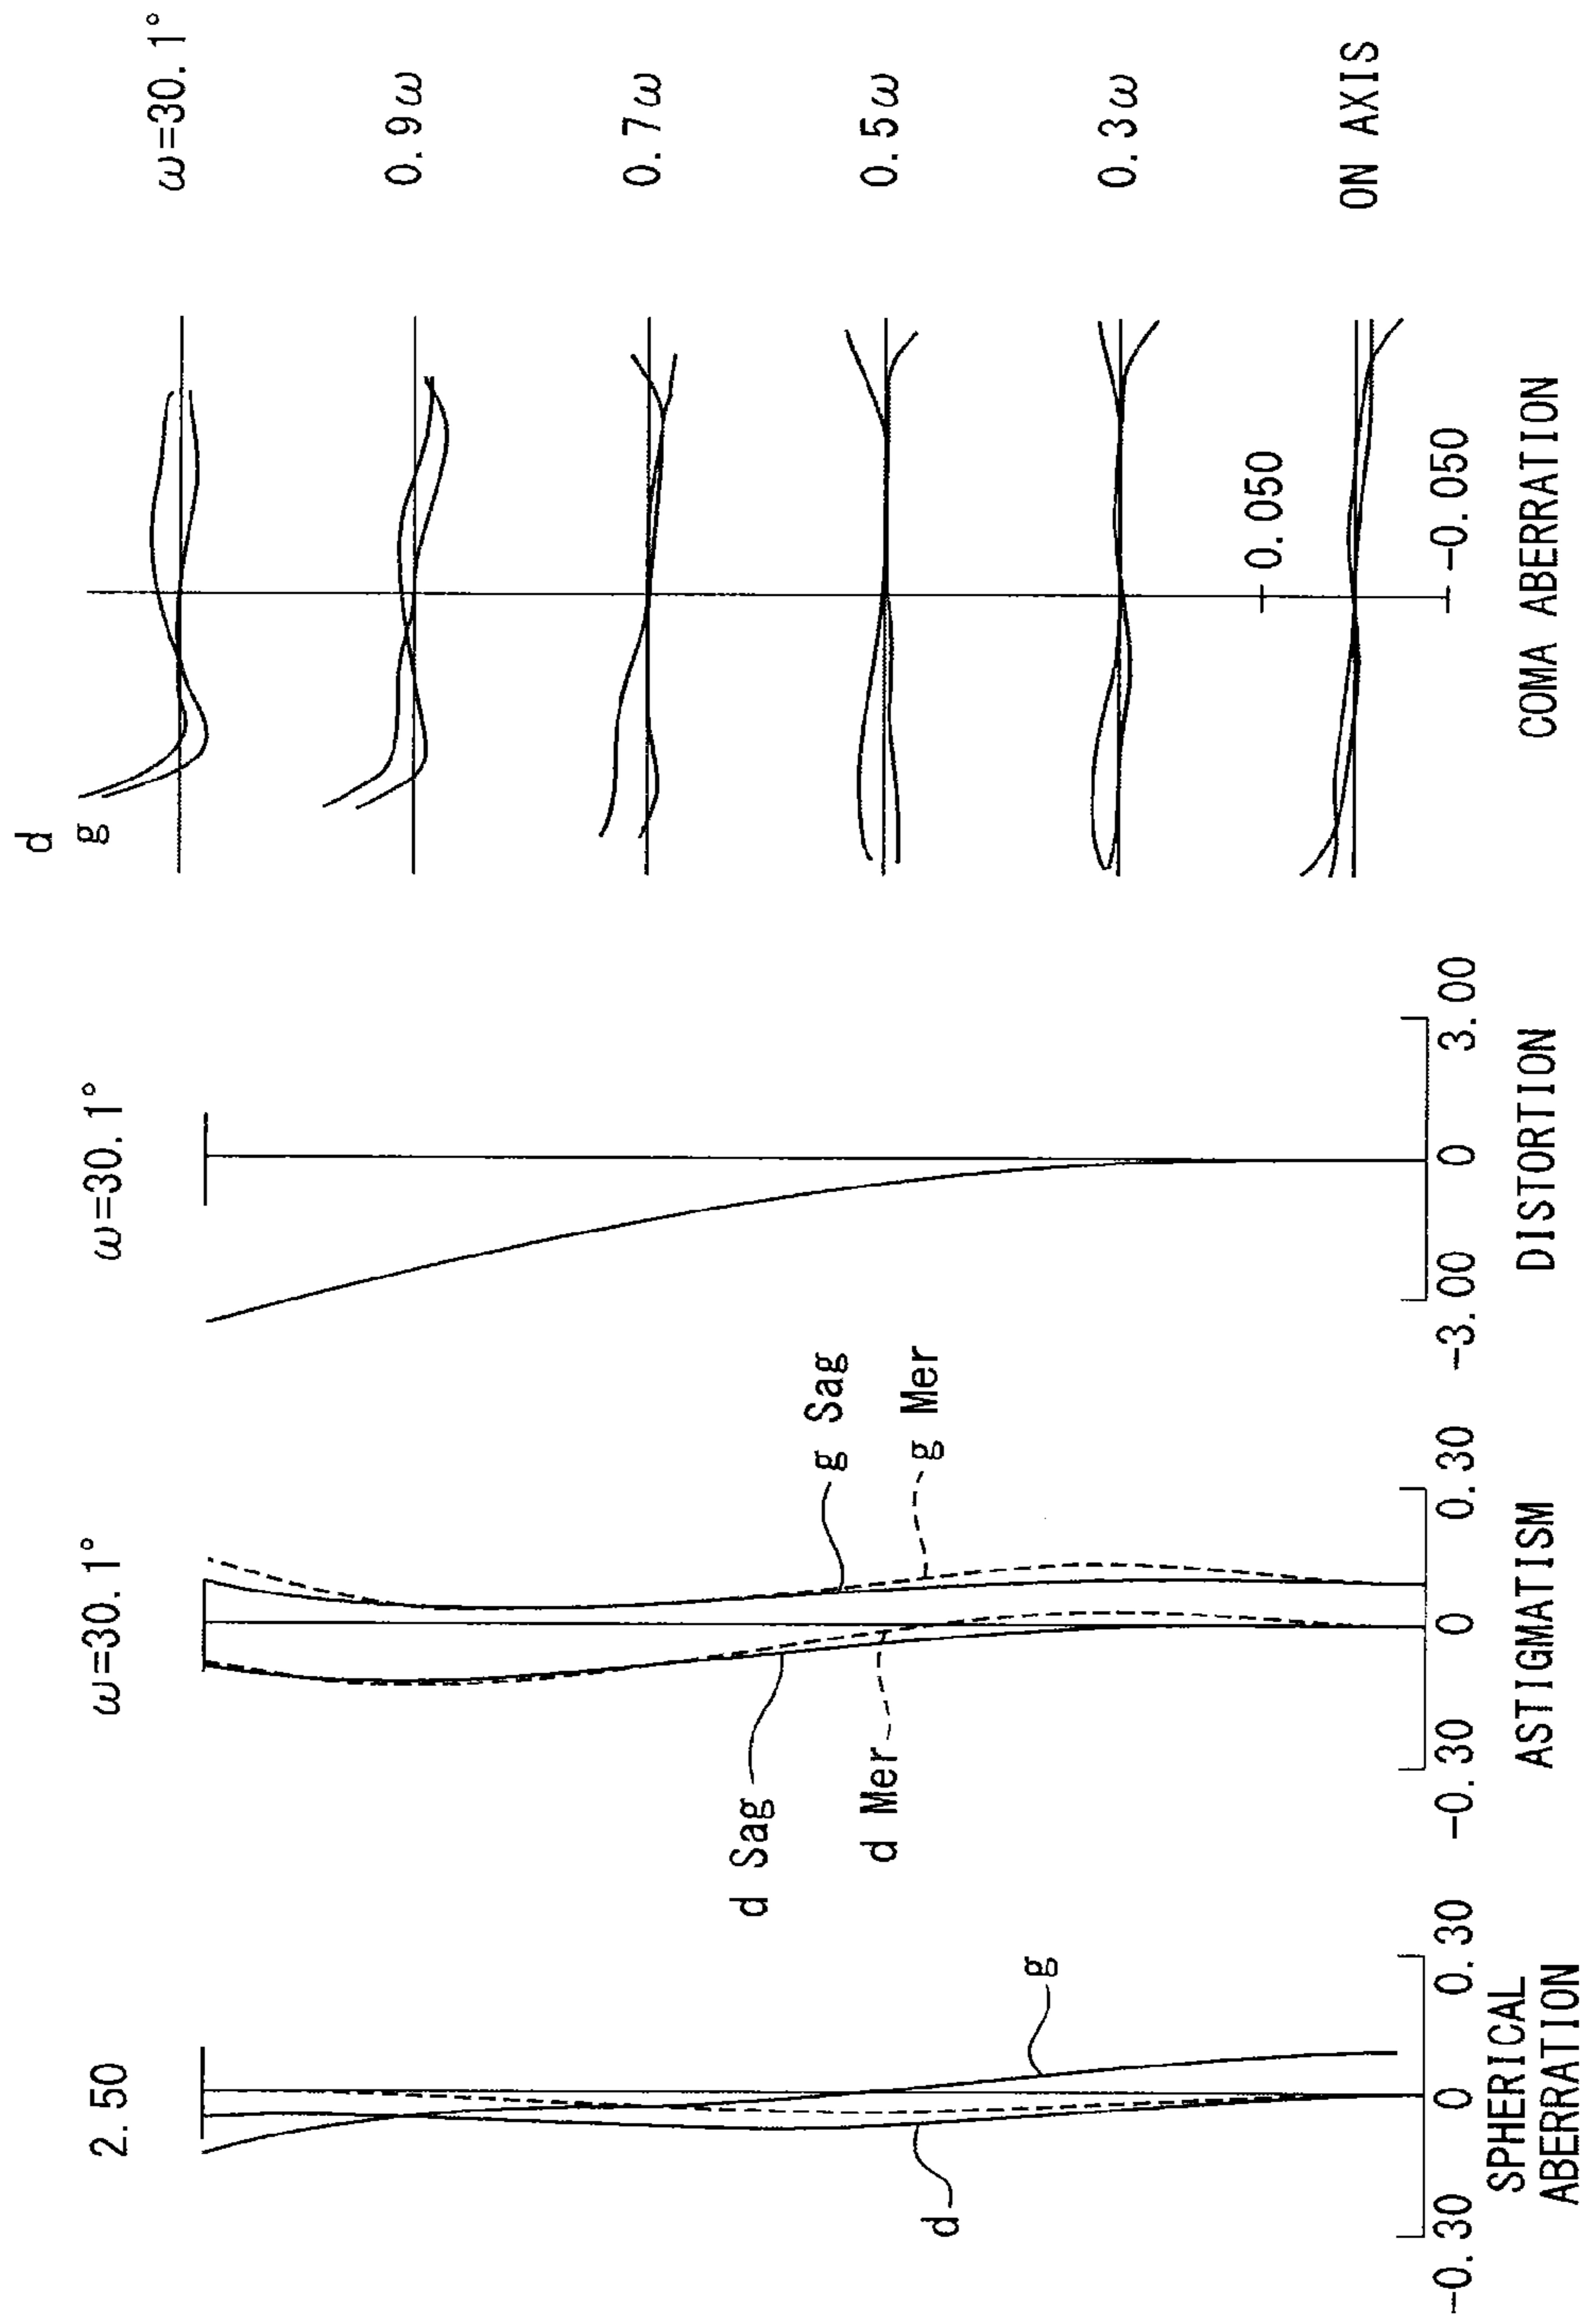 2. 50
g
d
-0. 30
0
0. 30
SPHERICAL
ABERRATION
ω=30. 1°
d Sag
d Mer
g Sag
g Mer
-0. 30
0
0. 30
ASTIGMATISM
ω=30. 1°
-3. 00
0
3. 00
DISTORTION
d
g
ω=30. 1°
0. 9ω
0. 7ω
0. 5ω
0. 3ω
0. 050
ON AXIS
-0. 050
COMA ABERRATION